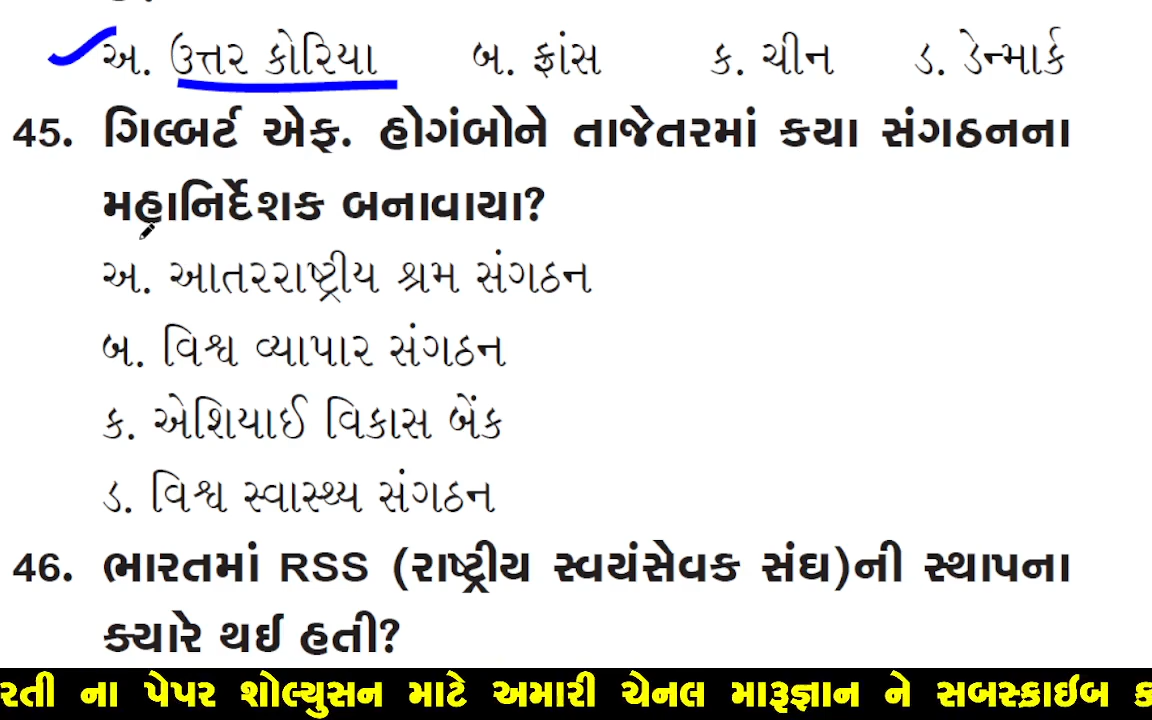 અ. ઉત્તર કોરિયા બ. ફ્રાંસ ક. ચીન ડ. ડેન્માર્ક
45. ગિલ્બર્ટ એફ. હોગંબોને તાજેતરમાં કયા સંગઠનના
મહાનિર્દેશક બનાવાયા?
અ. આતરરાષ્ટ્રીય શ્રમ સંગઠન
બ. વિશ્વ વ્યાપાર સંગઠન
ક. એશિયાઈ વિકાસ બેંક
ડ. વિશ્વ સ્વાસ્થ્ય સંગઠન
46. ભારતમાં RSS (રાષ્ટ્રીય સ્વયંસેવક સંઘ)ની સ્થાપના
ક્યારે થઈ હતી?
રતી ના પેપર શોલ્યુસન માટે અમારી ચેનલ મારૂજ્ઞાન ને સબસ્ક્રાઇબ